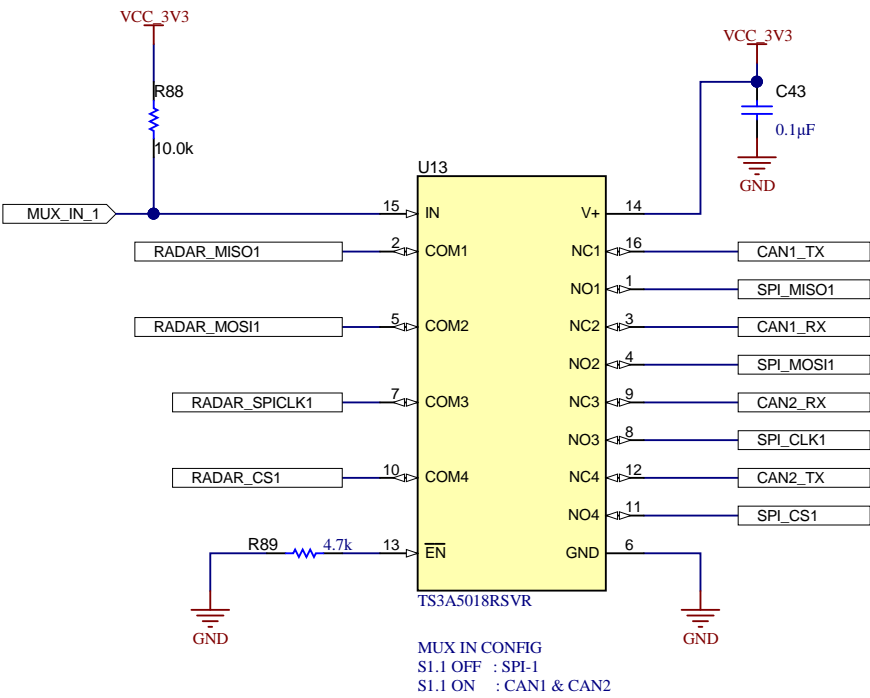 VCC_3V3
VCC_3V3
R88
C43
10.0k
0.1µF
GND
U13
MUX_IN_1
15
IN
V+
14
RADAR_MISO1
2
COM1
NC1
16
CAN1_TX
NO1
1
SPI_MISO1
RADAR_MOSI1
5
COM2
NC2
3
CAN1_RX
NO2
4
SPI_MOSI1
RADAR_SPICLK1
7
COM3
NC3
9
CAN2_RX
NO3
8
SPI_CLK1
RADAR_CS1
10
COM4
NC4
12
CAN2_TX
NO4
11
SPI_CS1
R89
4.7k
13
EN
GND
6
GND
TS3A5018RSVR
GND
MUX IN CONFIG
S1.1 OFF : SPI-1
S1.1 ON : CAN1 & CAN2